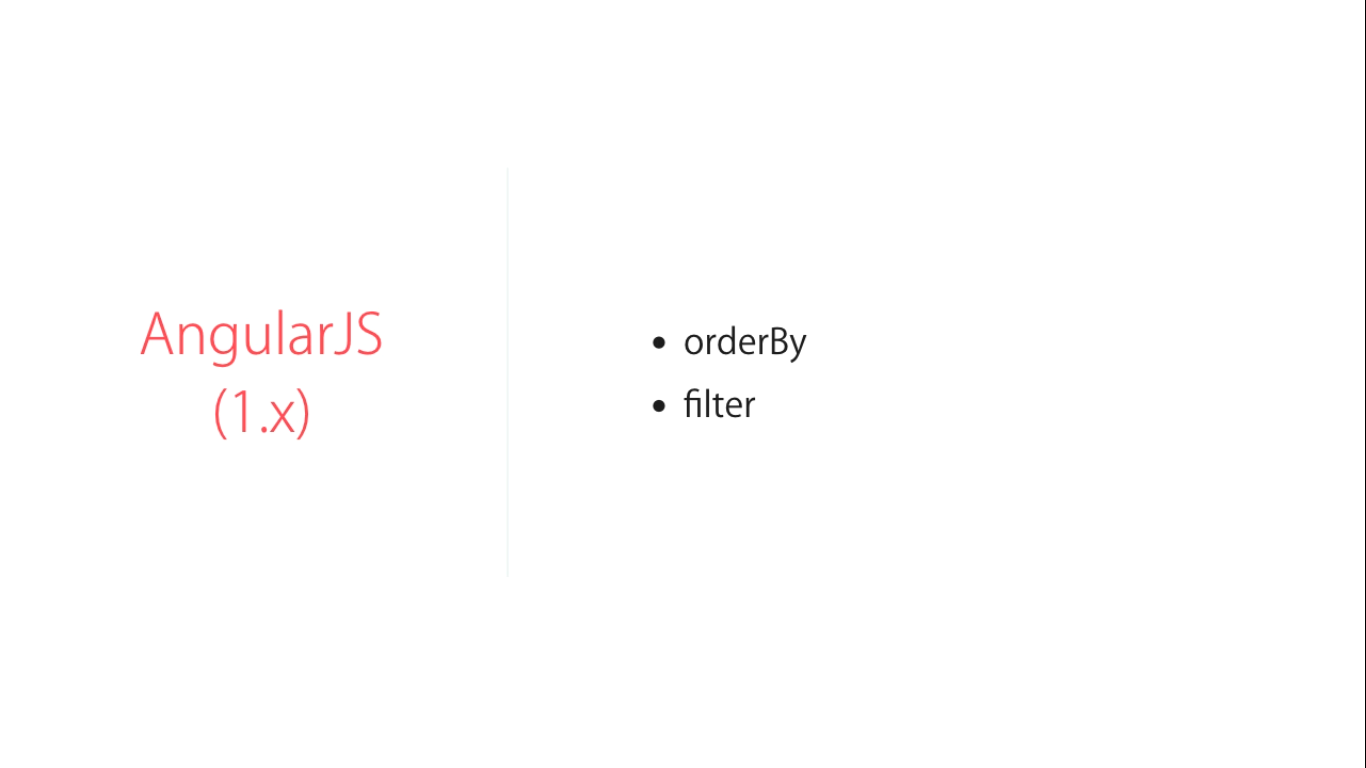 AngularJS
(1.x)
• orderBy
• filter